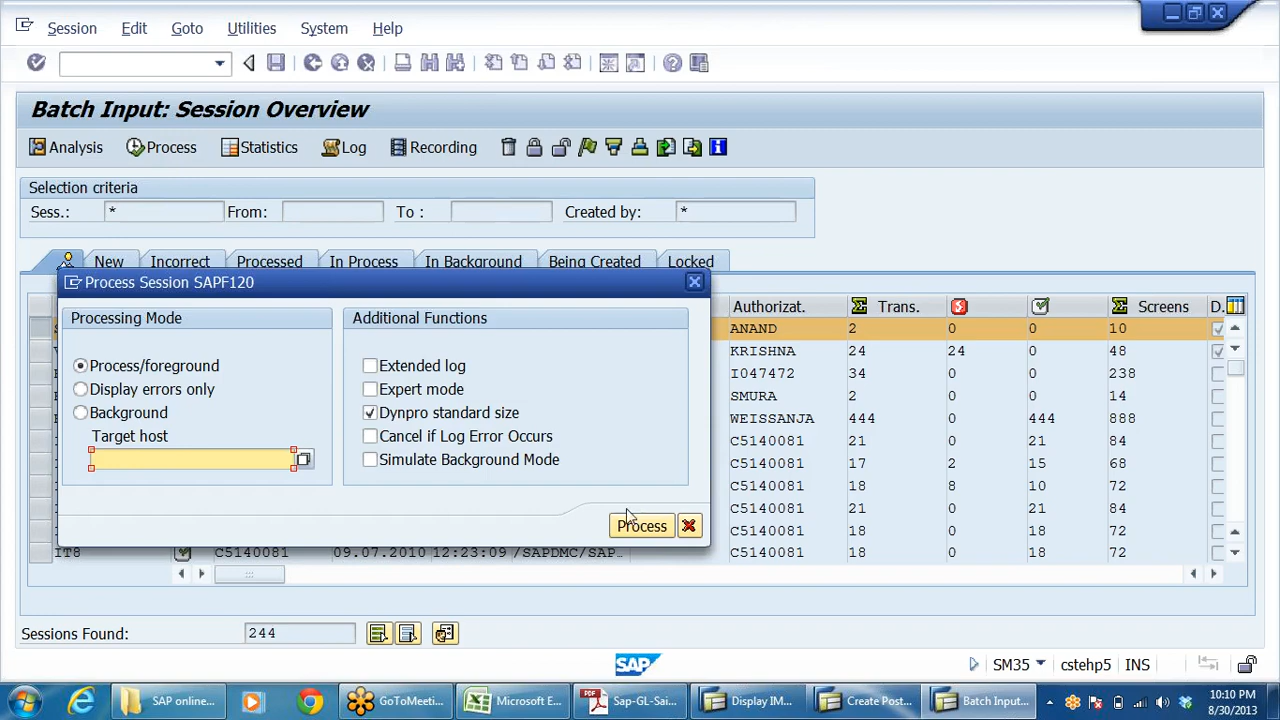 Session Edit Goto Utilities System Help
Batch Input: Session Overview
Analysis Process Statistics Log Recording
Selection criteria
Sess.: * From: To : Created by: *
New Incorrect Processed In Process In Background Being Created Locked
Process Session SAPF120
Processing Mode
Process/foreground
Display errors only
Background
Target host
Additional Functions
Extended log
Expert mode
Dynpro standard size
Cancel if Log Error Occurs
Simulate Background Mode
Process
Authorizat. Trans. Screens D.
ANAND 2 0 0 10
KRISHNA 24 24 0 48
I047472 34 0 0 238
SMURA 2 0 0 14
WEISSANJA 444 0 444 888
C5140081 21 0 21 84
C5140081 17 2 15 68
C5140081 18 8 10 72
C5140081 21 0 21 84
C5140081 18 0 18 72
IT8 C5140081 09.07.2010 12:23:09 /SAPDMC/SAP_ C5140081 18 0 18 72
Sessions Found: 244
SAP
SM35 cstehp5 INS
SAP online... GoToMeeti... Microsoft E... Sap-GL-Sai... Display IM... Create Post... Batch Input...
10:10 PM
8/30/2013